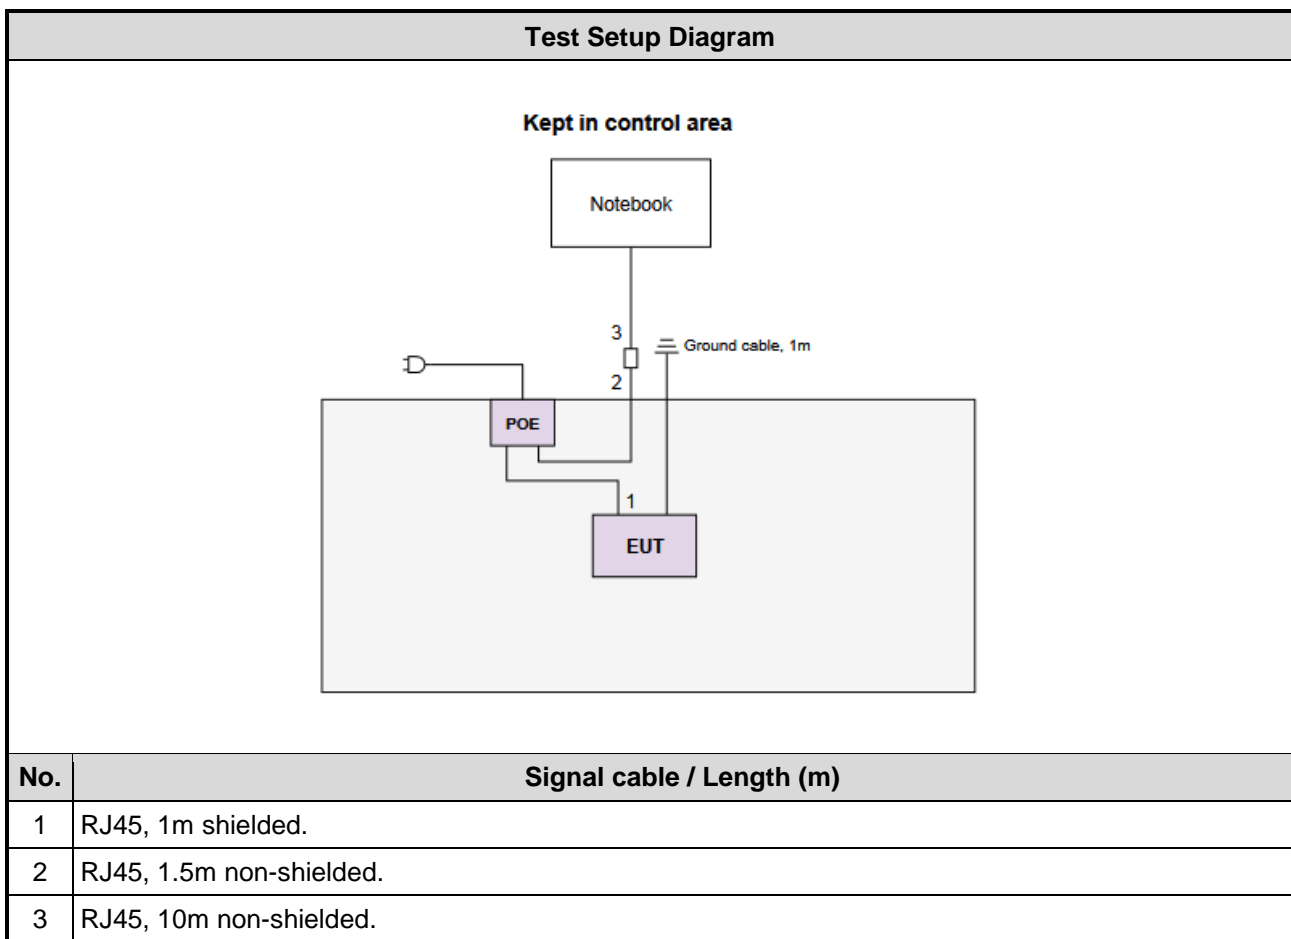 Test Setup Diagram
Kept in control area
Notebook
3
Ground cable, 1m
2
POE
1
EUT
No. Signal cable / Length (m)
1 RJ45, 1m shielded.
2 RJ45, 1.5m non-shielded.
3 RJ45, 10m non-shielded.